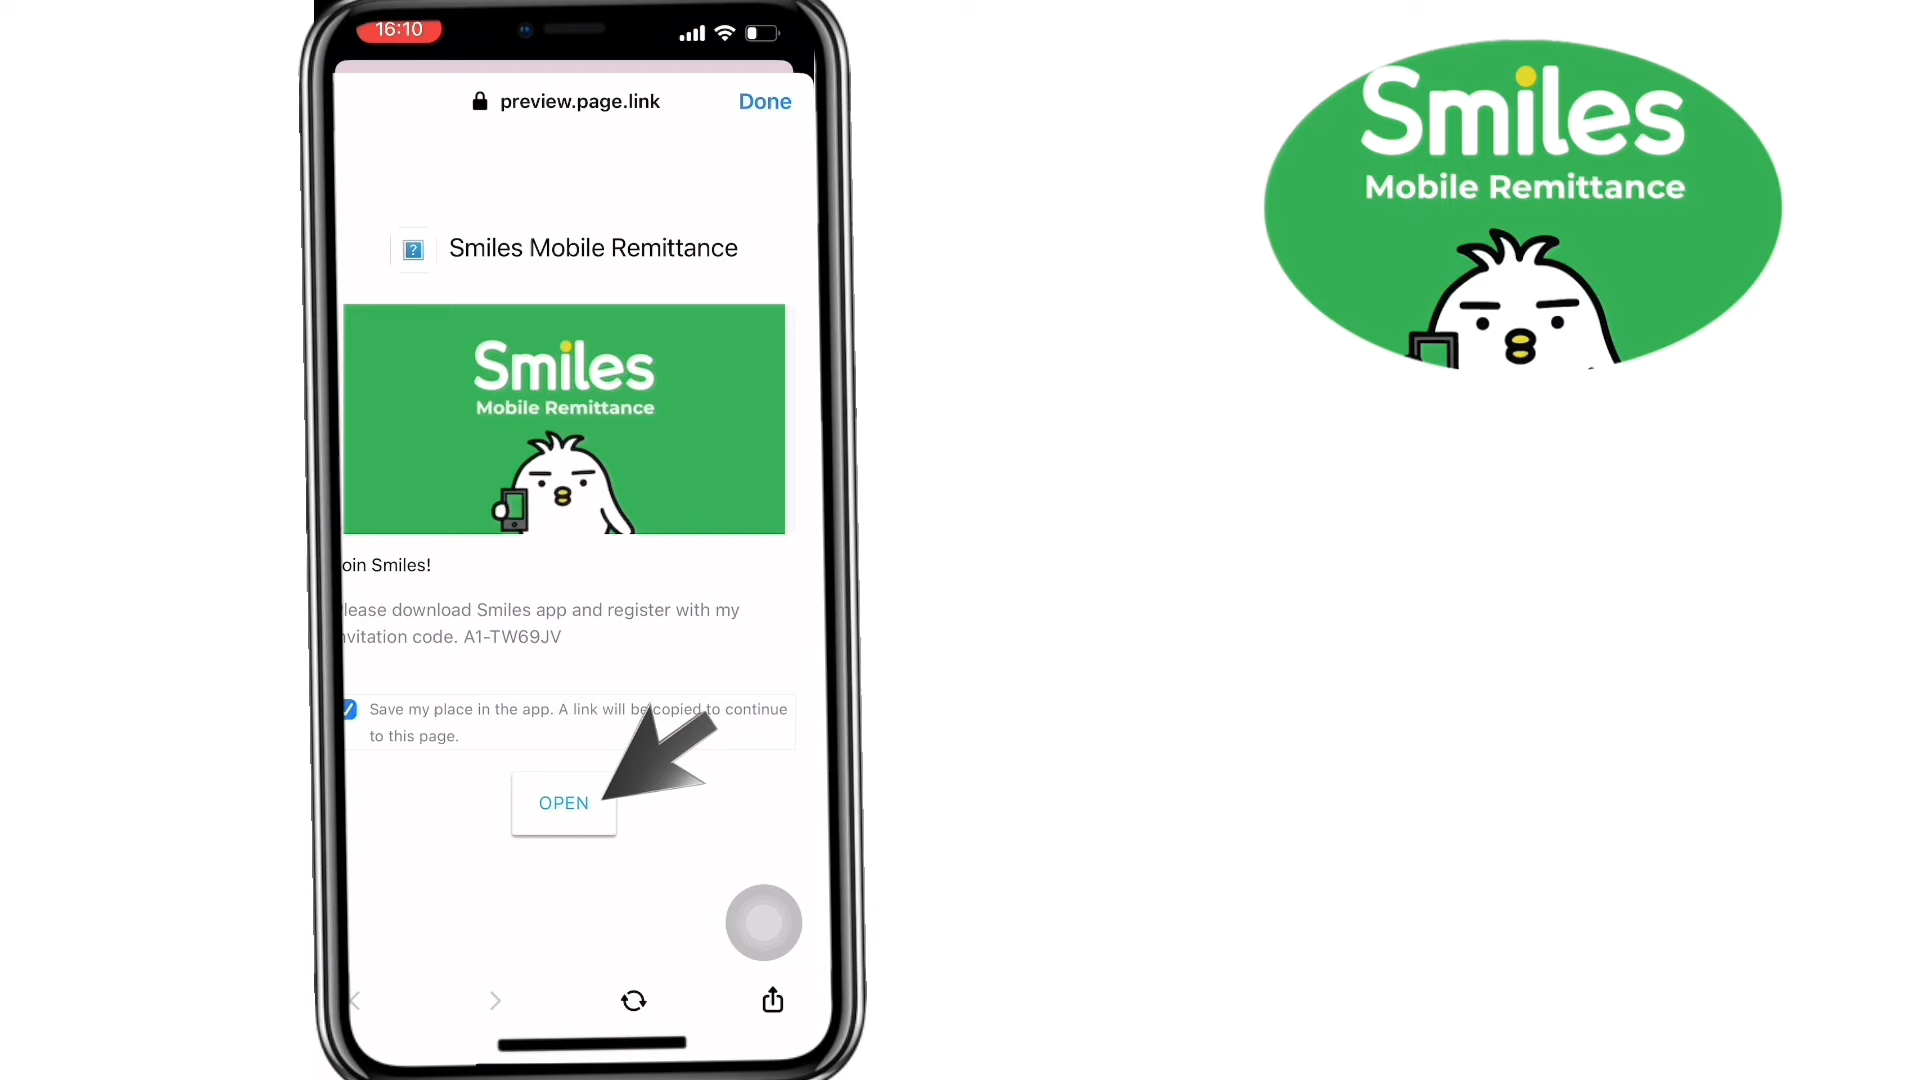 16:10
preview.page.link
Done
Smiles Mobile Remittance
Smiles
Mobile Remittance
oin Smiles!
lease download Smiles app and register with my
nvitation code. A1-TW69JV
Save my place in the app. A link will be copied to continue
to this page.
OPEN
Smiles
Mobile Remittance